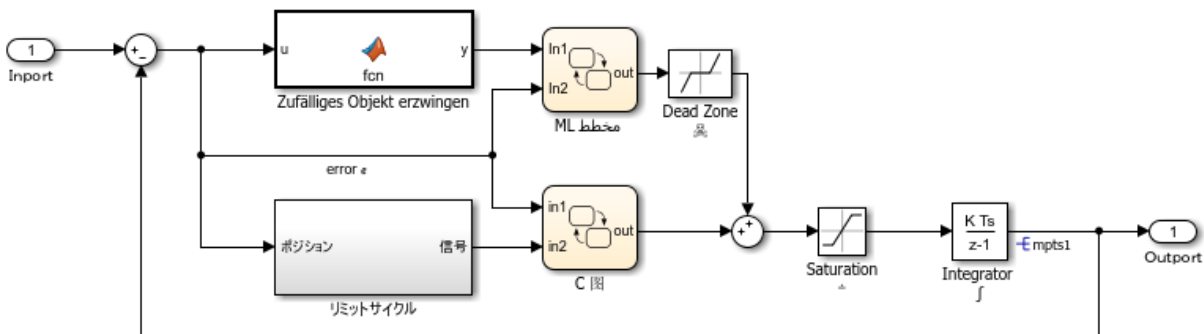 1
Inport
+
-
u
fcn
y
Zufälliges Objekt erzwingen
In1
In2
out
مخطط ML
Dead Zone
error e
ポジション
信号
リミットサイクル
in1
in2
out
C 图
+
+
Saturation
K Ts
z-1
Integrator
∫
mpts1
1
Outport